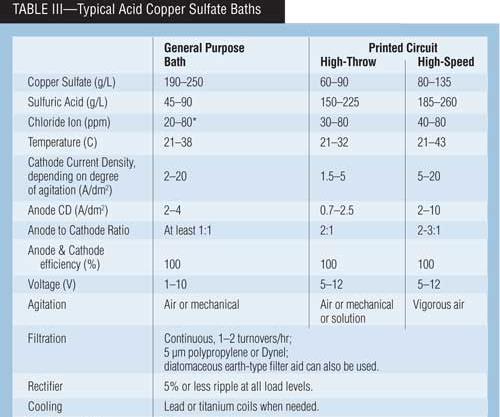 TABLE III—Typical Acid Copper Sulfate Baths
General Purpose Printed Circuit
Bath High-Throw High-Speed
Copper Sulfate (g/L) 190–250 60–90 80–135
Sulfuric Acid (g/L) 45–90 150–225 185–260
Chloride Ion (ppm) 20–80* 30–80 40–80
Temperature (C) 21–38 21–32 21–43
Cathode Current Density,
depending on degree 2–20 1.5–5 5–20
of agitation (A/dm²)
Anode CD (A/dm²) 2–4 0.7–2.5 2–10
Anode to Cathode Ratio At least 1:1 2:1 2-3:1
Anode & Cathode
efficiency (%) 100 100 100
Voltage (V) 1–10 5–12 5–12
Agitation Air or mechanical Air or mechanical Vigorous air
or solution
Filtration Continuous, 1–2 turnovers/hr;
5 µm polypropylene or Dynel;
diatomaceous earth-type filter aid can also be used.
Rectifier 5% or less ripple at all load levels.
Cooling Lead or titanium coils when needed.